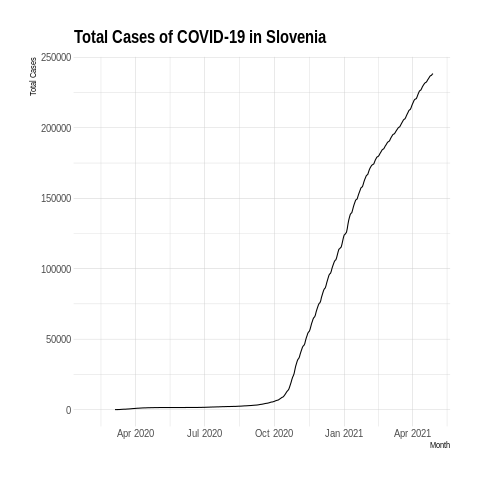 Total Cases of COVID-19 in Slovenia
Total Cases
250000
200000
150000
100000
50000
0
Apr 2020 Jul 2020 Oct 2020 Jan 2021 Apr 2021
Month